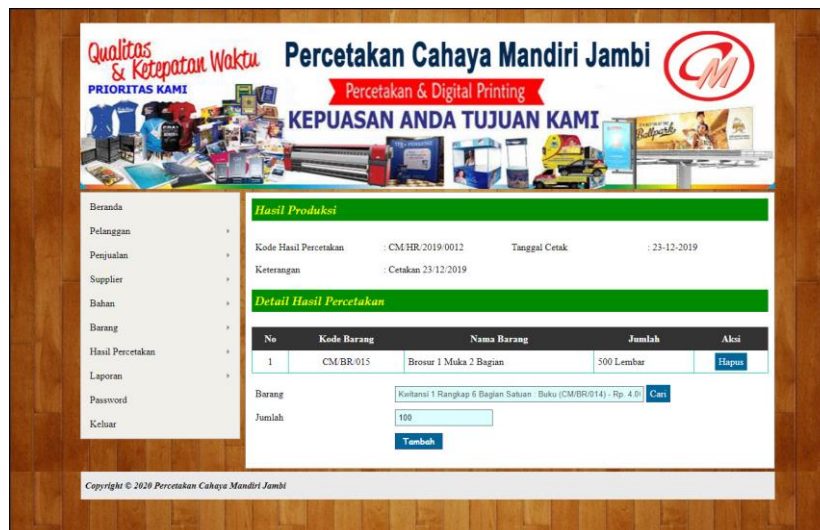 Qualitas
& Ketepatan Waktu
PRIORITAS KAMI
Percetakan Cahaya Mandiri Jambi
Percetakan & Digital Printing
KEPUASAN ANDA TUJUAN KAMI
CM
Ballpark
Beranda
Pelanggan
Penjualan
Supplier
Bahan
Barang
Hasil Percetakan
Laporan
Password
Keluar
Hasil Produksi
Kode Hasil Percetakan : CM/HR/2019/0012 Tanggal Cetak : 23-12-2019
Keterangan : Cetakan 23/12/2019
Detail Hasil Percetakan
No Kode Barang Nama Barang Jumlah Aksi
1 CM/BR/015 Brosur 1 Muka 2 Bagian 500 Lembar Hapus
Barang Kwitansi 1 Rangkap 6 Bagian Satuan : Buku (CM/BR/014) - Rp. 4.0 Cari
Jumlah 100
Tambah
Copyright © 2020 Percetakan Cahaya Mandiri Jambi